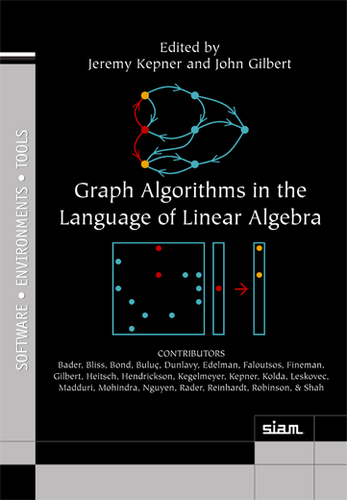 Edited by
Jeremy Kepner and John Gilbert
Graph Algorithms in the
Language of Linear Algebra
SOFTWARE • ENVIRONMENTS • TOOLS
CONTRIBUTORS
Bader, Bliss, Bond, Buluç, Dunlavy, Edelman, Faloutsos, Fineman,
Gilbert, Heitsch, Hendrickson, Kegelmeyer, Kepner, Kolda, Leskovec,
Madduri, Mohindra, Nguyen, Rader, Reinhardt, Robinson, & Shah
siam